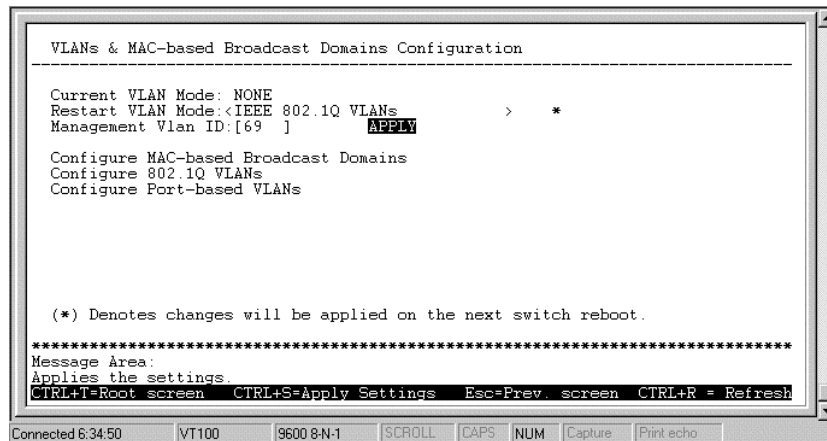 VLANs & MAC-based Broadcast Domains Configuration
Current VLAN Mode: NONE
Restart VLAN Mode:<IEEE 802.1Q VLANs > *
Management Vlan ID:[69 ] APPLY
Configure MAC-based Broadcast Domains
Configure 802.1Q VLANs
Configure Port-based VLANs
(*) Denotes changes will be applied on the next switch reboot.
*******************************************************************************
Message Area:
Applies the settings.
CTRL+T=Root screen CTRL+S=Apply Settings Esc=Prev. screen CTRL+R = Refresh
Connected 6:34:50 VT100 9600 8-N-1 SCROLL CAPS NUM Capture Print echo